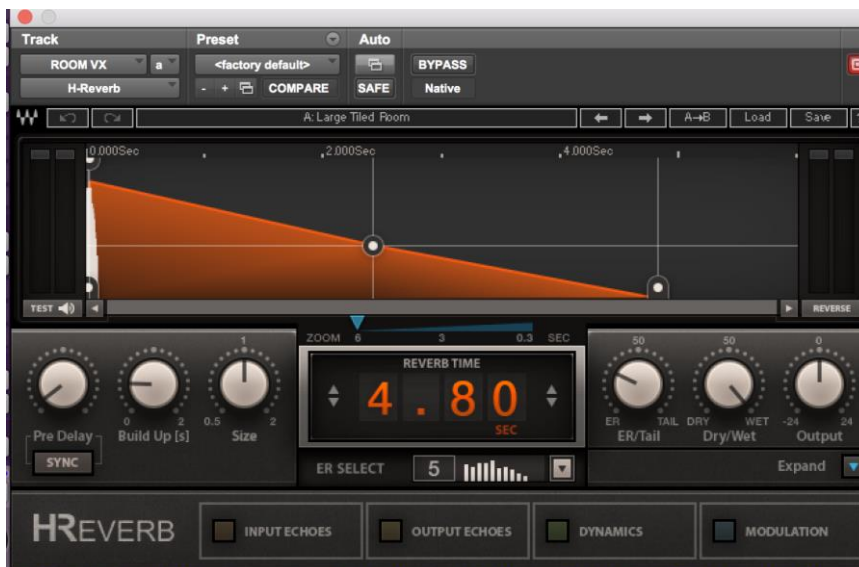 Track Preset Auto
ROOM VX a <factory default> BYPASS
H-Reverb - + COMPARE SAFE Native
A: Large Tiled Room A→B Load Save
0.000Sec 2.000Sec 4.000Sec
TEST REVERSE
ZOOM 6 3 0.3 SEC
REVERB TIME
4.80
SEC
1 50 50 0
0 2 0.5 2 ER TAIL DRY WET -24 24
Pre Delay Build Up [s] Size ER/Tail Dry/Wet Output
SYNC
ER SELECT 5 Expand
HREVERB INPUT ECHOES OUTPUT ECHOES DYNAMICS MODULATION